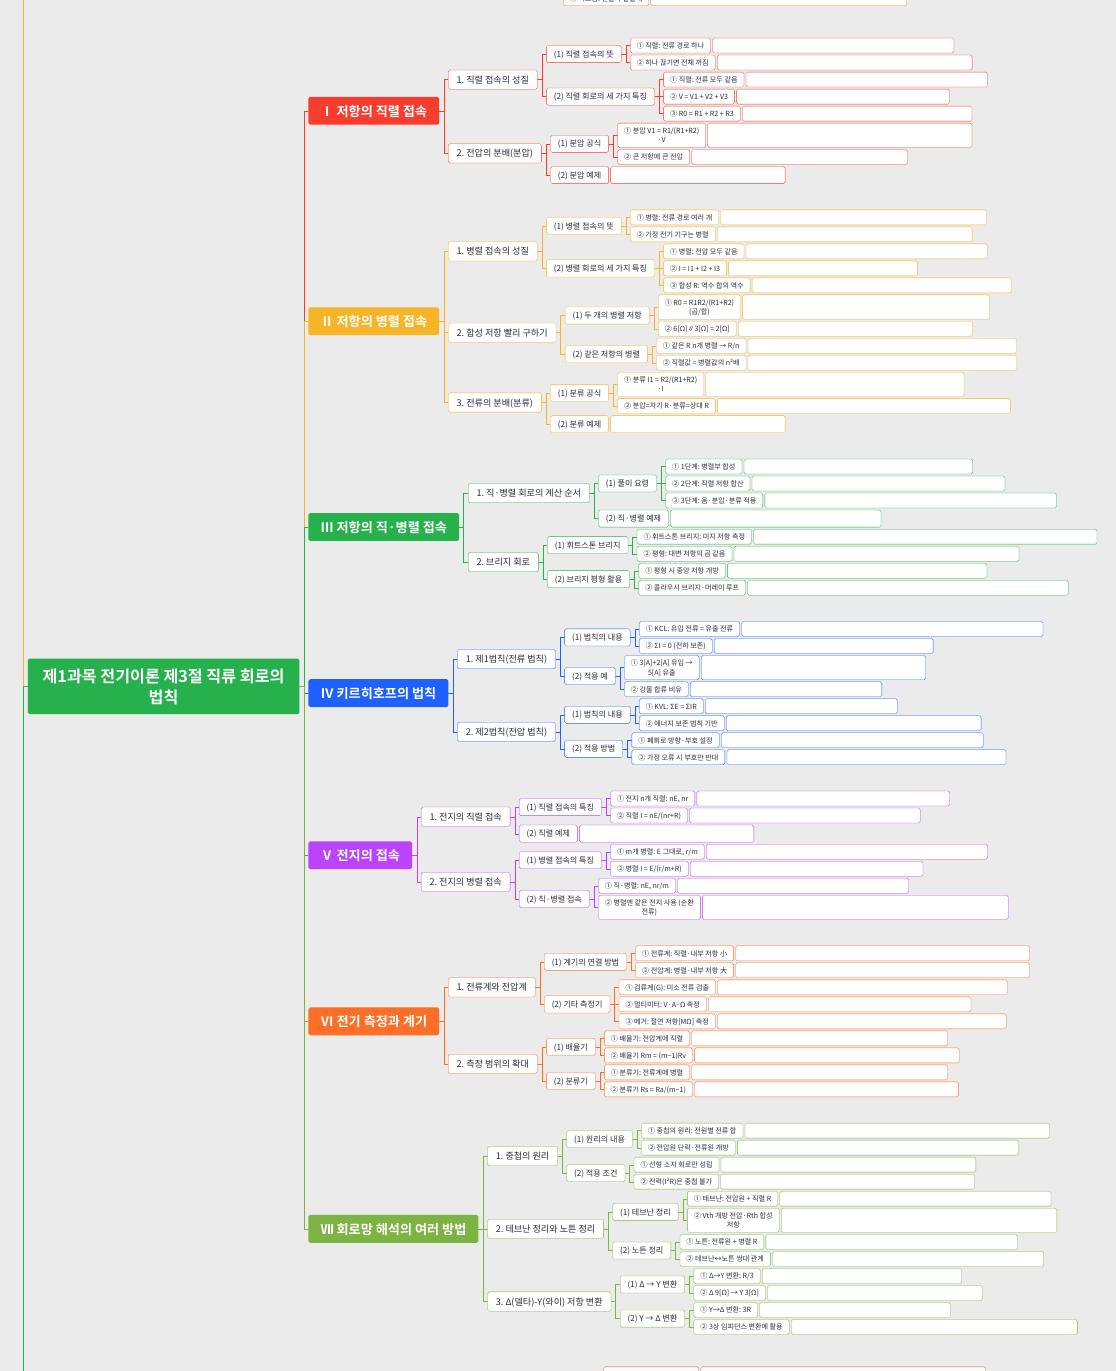 제1과목 전기이론 제3절 직류 회로의
법칙
Ⅰ 저항의 직렬 접속
1. 직렬 접속의 성질
(1) 직렬 접속의 뜻
① 직렬: 전류 경로 하나
② 하나 끊기면 전체 꺼짐
(2) 직렬 회로의 세 가지 특징
① 직렬: 전류 모두 같음
② V = V1 + V2 + V3
③ R0 = R1 + R2 + R3
2. 전압의 분배(분압)
(1) 분압 공식
① 분압 V1 = R1/(R1+R2)
·V
② 큰 저항에 큰 전압
(2) 분압 예제
Ⅱ 저항의 병렬 접속
1. 병렬 접속의 성질
(1) 병렬 접속의 뜻
① 병렬: 전류 경로 여러 개
② 가정 전기 기구는 병렬
(2) 병렬 회로의 세 가지 특징
① 병렬: 전압 모두 같음
② I = I1 + I2 + I3
③ 합성 R: 역수 합의 역수
2. 합성 저항 빨리 구하기
(1) 두 개의 병렬 저항
① R0 = R1R2/(R1+R2)
(곱/합)
② 6[Ω]∥3[Ω] = 2[Ω]
(2) 같은 저항의 병렬
① 같은 R n개 병렬 → R/n
② 직렬값 = 병렬값의 n²배
3. 전류의 분배(분류)
(1) 분류 공식
① 분류 I1 = R2/(R1+R2)
·I
② 분압=자기 R·분류=상대 R
(2) 분류 예제
Ⅲ 저항의 직·병렬 접속
1. 직·병렬 회로의 계산 순서
(1) 풀이 요령
① 1단계: 병렬부 합성
② 2단계: 직렬 저항 합산
③ 3단계: 옴·분압·분류 적용
(2) 직·병렬 예제
2. 브리지 회로
(1) 휘트스톤 브리지
① 휘트스톤 브리지: 미지 저항 측정
② 평형: 대변 저항의 곱 같음
(2) 브리지 평형 활용
① 평형 시 중앙 저항 개방
② 콜라우시 브리지·머레이 루프
Ⅳ 키르히호프의 법칙
1. 제1법칙(전류 법칙)
(1) 법칙의 내용
① KCL: 유입 전류 = 유출 전류
② ΣI = 0 (전하 보존)
(2) 적용 예
① 3[A]+2[A] 유입 →
5[A] 유출
② 강물 합류 비유
2. 제2법칙(전압 법칙)
(1) 법칙의 내용
① KVL: ΣE = ΣIR
② 에너지 보존 법칙 기반
(2) 적용 방법
① 폐회로 방향·부호 설정
② 가정 오류 시 부호만 반대
Ⅴ 전지의 접속
1. 전지의 직렬 접속
(1) 직렬 접속의 특징
① 전지 n개 직렬: nE, nr
② 직렬 I = nE/(nr+R)
(2) 직렬 예제
2. 전지의 병렬 접속
(1) 병렬 접속의 특징
① m개 병렬: E 그대로, r/m
② 병렬 I = E/(r/m+R)
(2) 직·병렬 접속
① 직·병렬: nE, nr/m
② 병렬엔 같은 전지 사용 (순환
전류)
Ⅵ 전기 측정과 계기
1. 전류계와 전압계
(1) 계기의 연결 방법
① 전류계: 직렬·내부 저항 小
② 전압계: 병렬·내부 저항 大
(2) 기타 측정기
① 검류계(G): 미소 전류 검출
② 멀티미터: V·A·Ω 측정
③ 메거: 절연 저항[MΩ] 측정
2. 측정 범위의 확대
(1) 배율기
① 배율기: 전압계에 직렬
② 배율기 Rm = (m−1)Rv
(2) 분류기
① 분류기: 전류계에 병렬
② 분류기 Rs = Ra/(m−1)
Ⅶ 회로망 해석의 여러 방법
1. 중첩의 원리
(1) 원리의 내용
① 중첩의 원리: 전원별 전류 합
② 전압원 단락·전류원 개방
(2) 적용 조건
① 선형 소자 회로만 성립
② 전력(I²R)은 중첩 불가
2. 테브난 정리와 노튼 정리
(1) 테브난 정리
① 테브난: 전압원 + 직렬 R
② Vth 개방 전압·Rth 합성
저항
(2) 노튼 정리
① 노튼: 전류원 + 병렬 R
② 테브난↔노튼 쌍대 관계
3. Δ(델타)-Y(와이) 저항 변환
(1) Δ → Y 변환
① Δ→Y 변환: R/3
② Δ 9[Ω] → Y 3[Ω]
(2) Y → Δ 변환
① Y→Δ 변환: 3R
② 3상 임피던스 변환에 활용